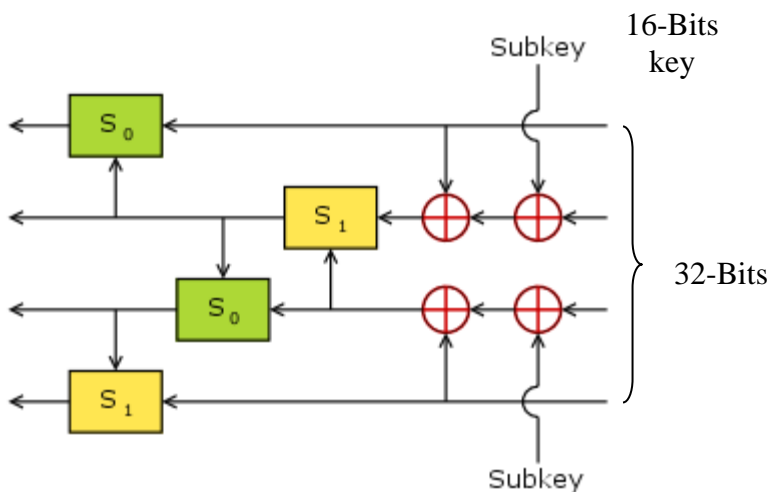 16-Bits
key
Subkey
S₀
S₁
32-Bits
S₀
S₁
Subkey